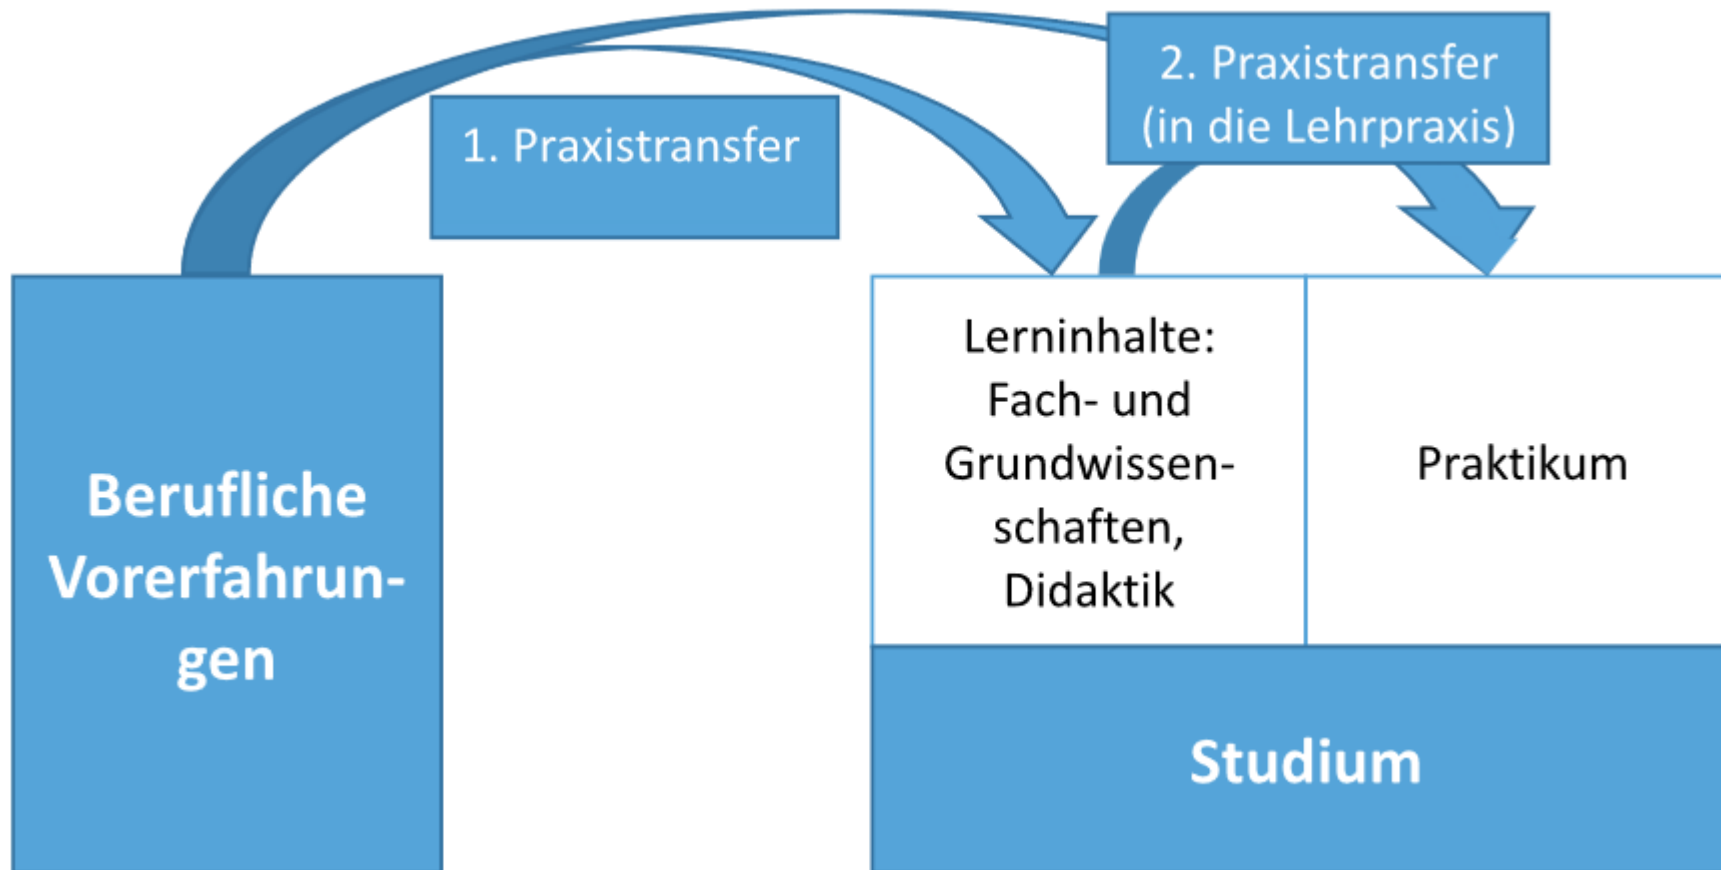 1. Praxistransfer
2. Praxistransfer
(in die Lehrpraxis)
Berufliche
Vorerfahrun-
gen
Lerninhalte:
Fach- und
Grundwissen-
schaften,
Didaktik
Praktikum
Studium